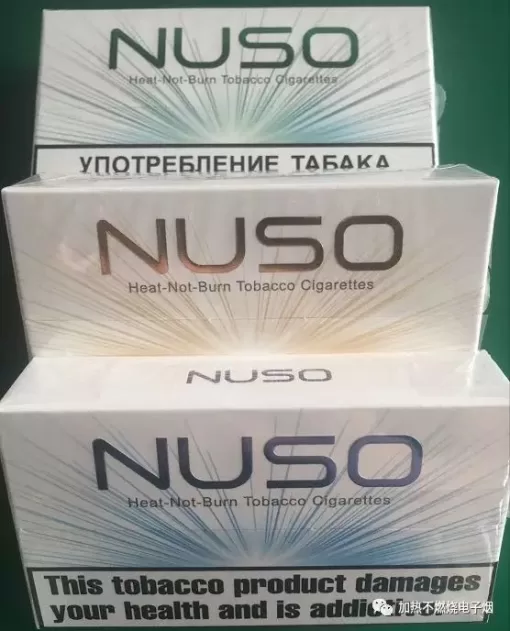 NUSO
Heat-Not-Burn Tobacco Cigarettes
УПОТРЕБЛЕНИЕ ТАБАКА
NUSO
Heat-Not-Burn Tobacco Cigarettes
NUSO
NUSO
Heat-Not-Burn Tobacco Cigarettes
This tobacco product damages
your health and is addictive
加热不燃烧电子烟